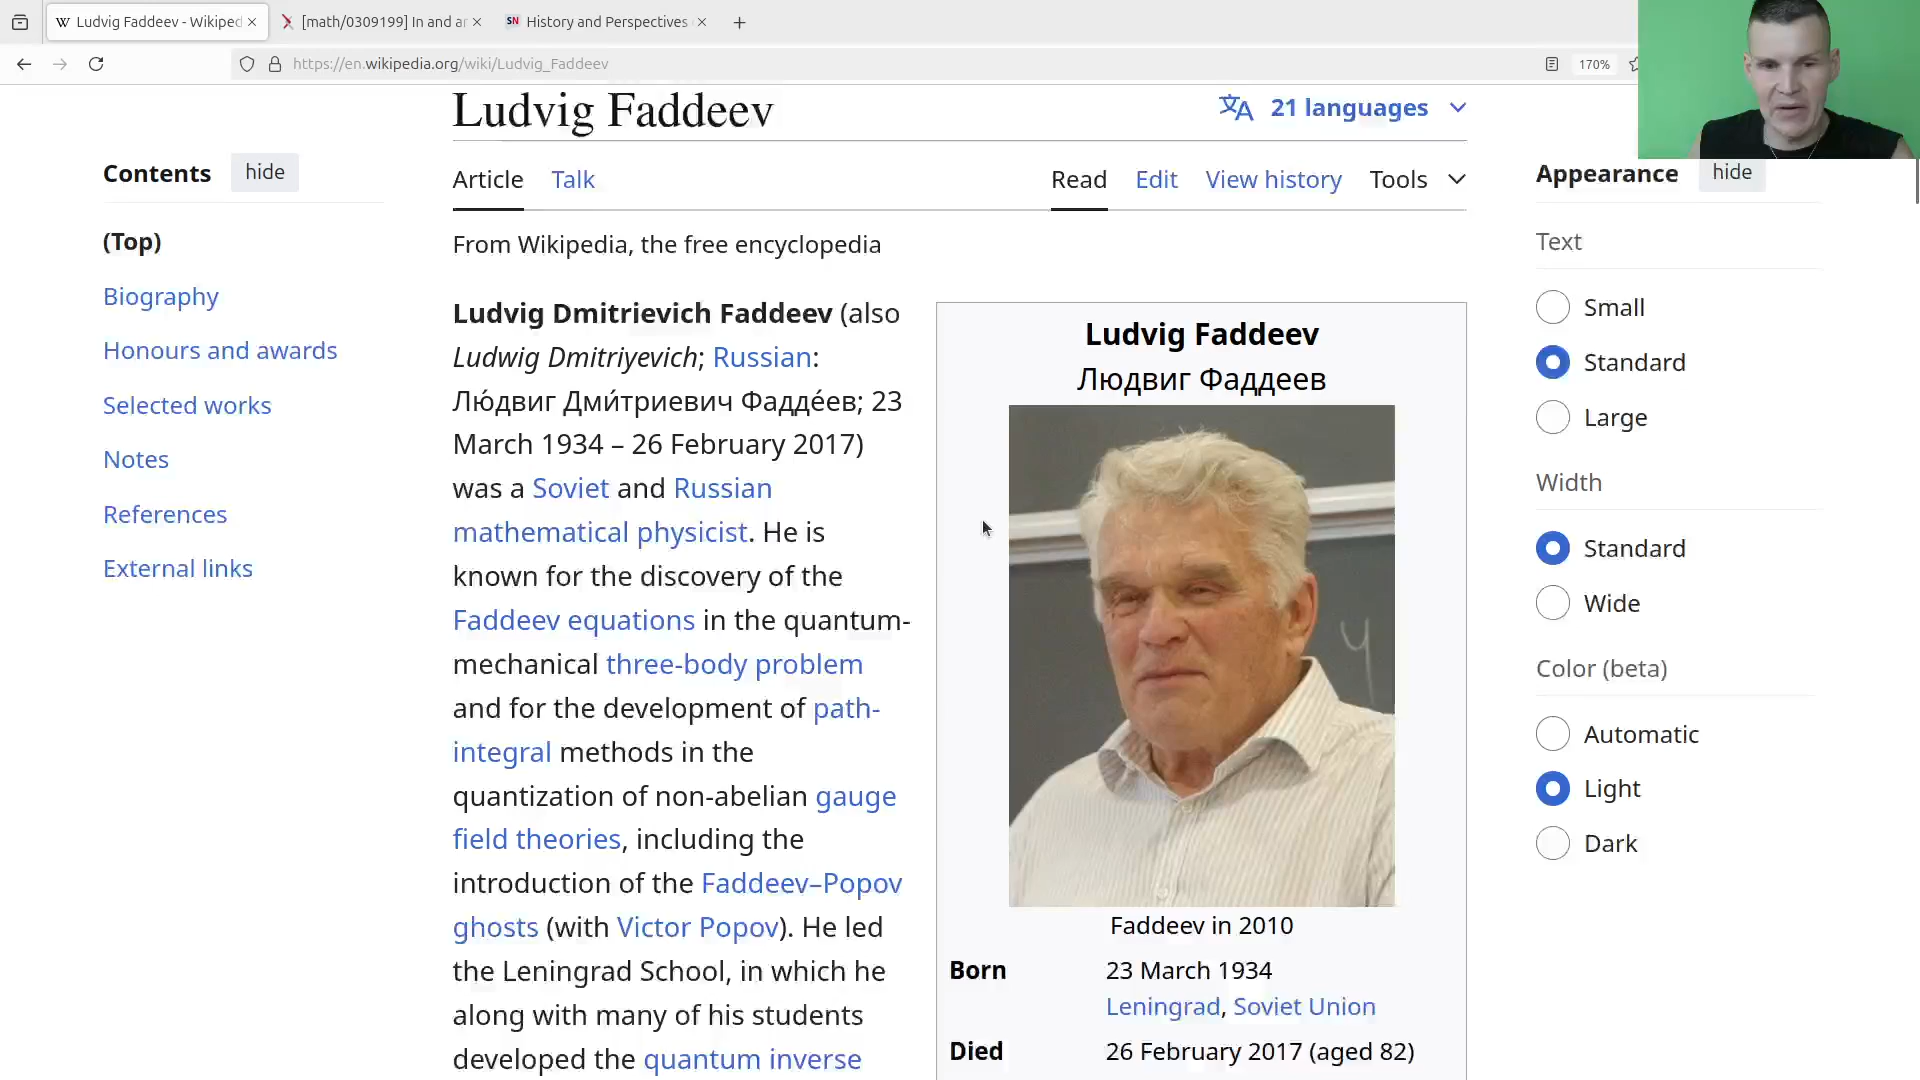 Ludvig Faddeev - Wikiped
[math/0309199] In and ar
SN History and Perspectives
https://en.wikipedia.org/wiki/Ludvig_Faddeev
170%
Ludvig Faddeev
21 languages
Contents
hide
(Top)
Biography
Honours and awards
Selected works
Notes
References
External links
Article
Talk
Read
Edit
View history
Tools
From Wikipedia, the free encyclopedia
Ludvig Dmitrievich Faddeev (also
Ludwig Dmitriyevich; Russian:
Лю́двиг Дми́триевич Фадде́ев; 23
March 1934 – 26 February 2017)
was a Soviet and Russian
mathematical physicist. He is
known for the discovery of the
Faddeev equations in the quantum-
mechanical three-body problem
and for the development of path-
integral methods in the
quantization of non-abelian gauge
field theories, including the
introduction of the Faddeev–Popov
ghosts (with Victor Popov). He led
the Leningrad School, in which he
along with many of his students
developed the quantum inverse
Ludvig Faddeev
Людвиг Фаддеев
Faddeev in 2010
Born 23 March 1934
Leningrad, Soviet Union
Died 26 February 2017 (aged 82)
Appearance
hide
Text
Small
Standard
Large
Width
Standard
Wide
Color (beta)
Automatic
Light
Dark